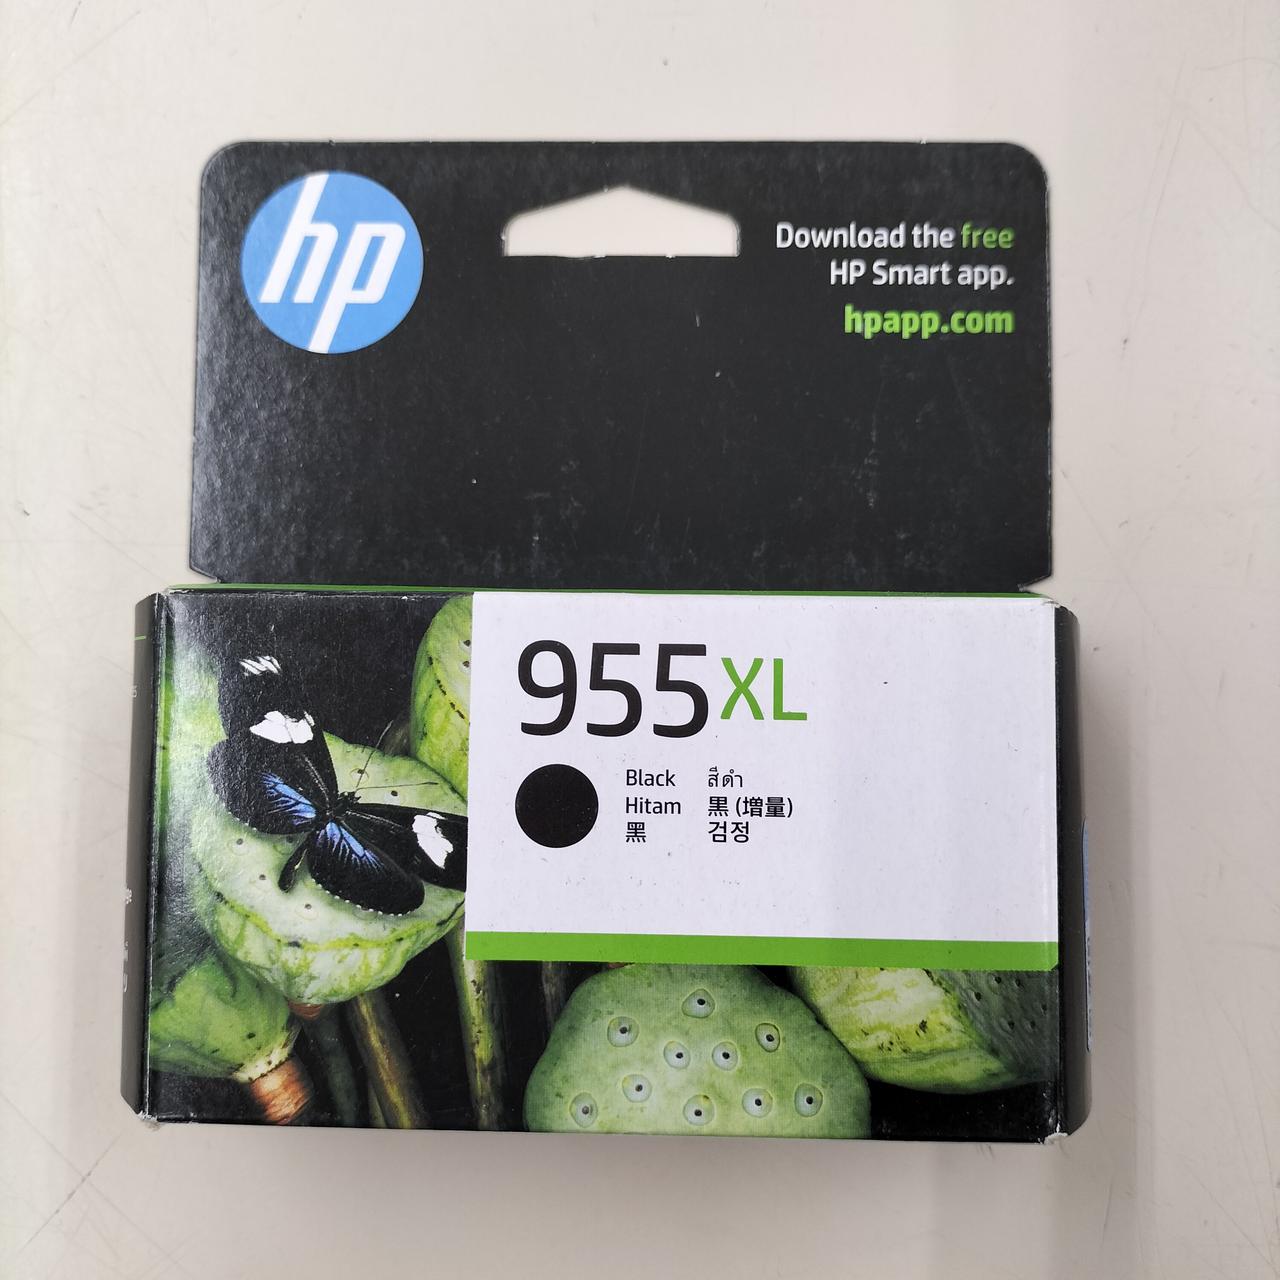 hp
Download the free
HP Smart app.
hpapp.com
955XL
Black สีดำ
Hitam 黑 (增量)
黑 검정